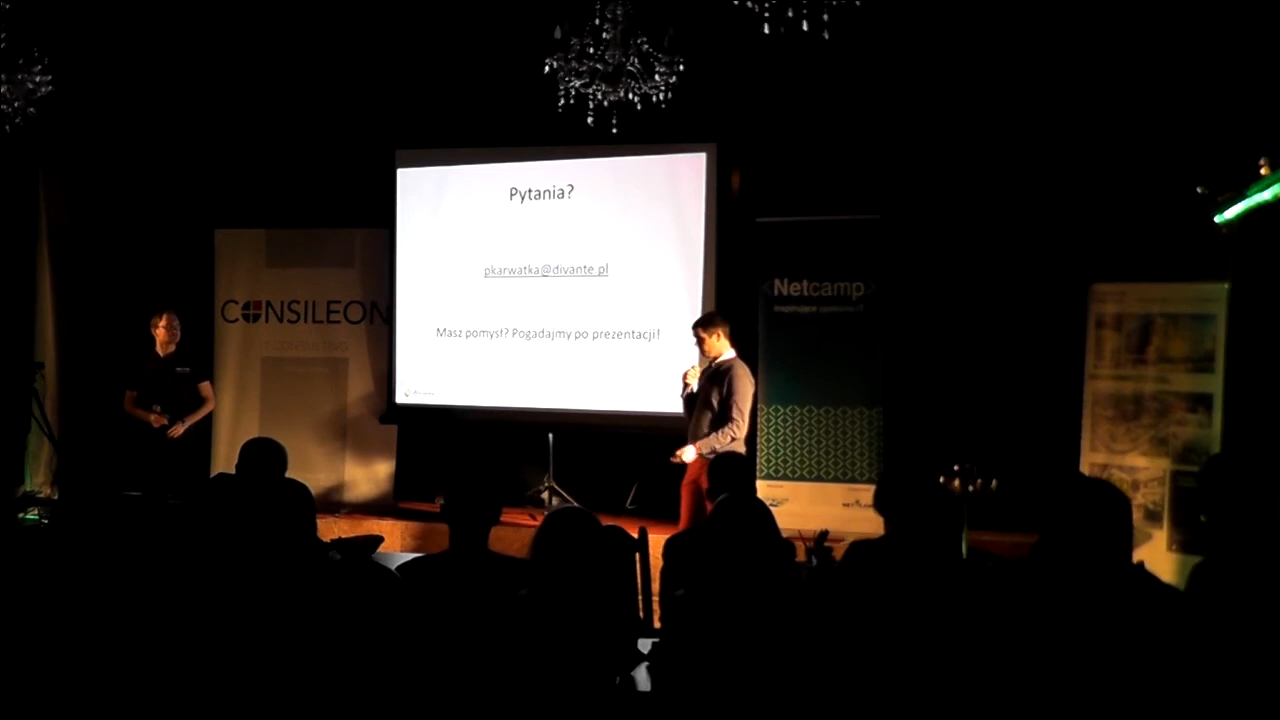 Pytania?
pkarwatka@divante.pl
Masz pomysł? Pogadajmy po prezentacji!
CONSILEON
Netcamp